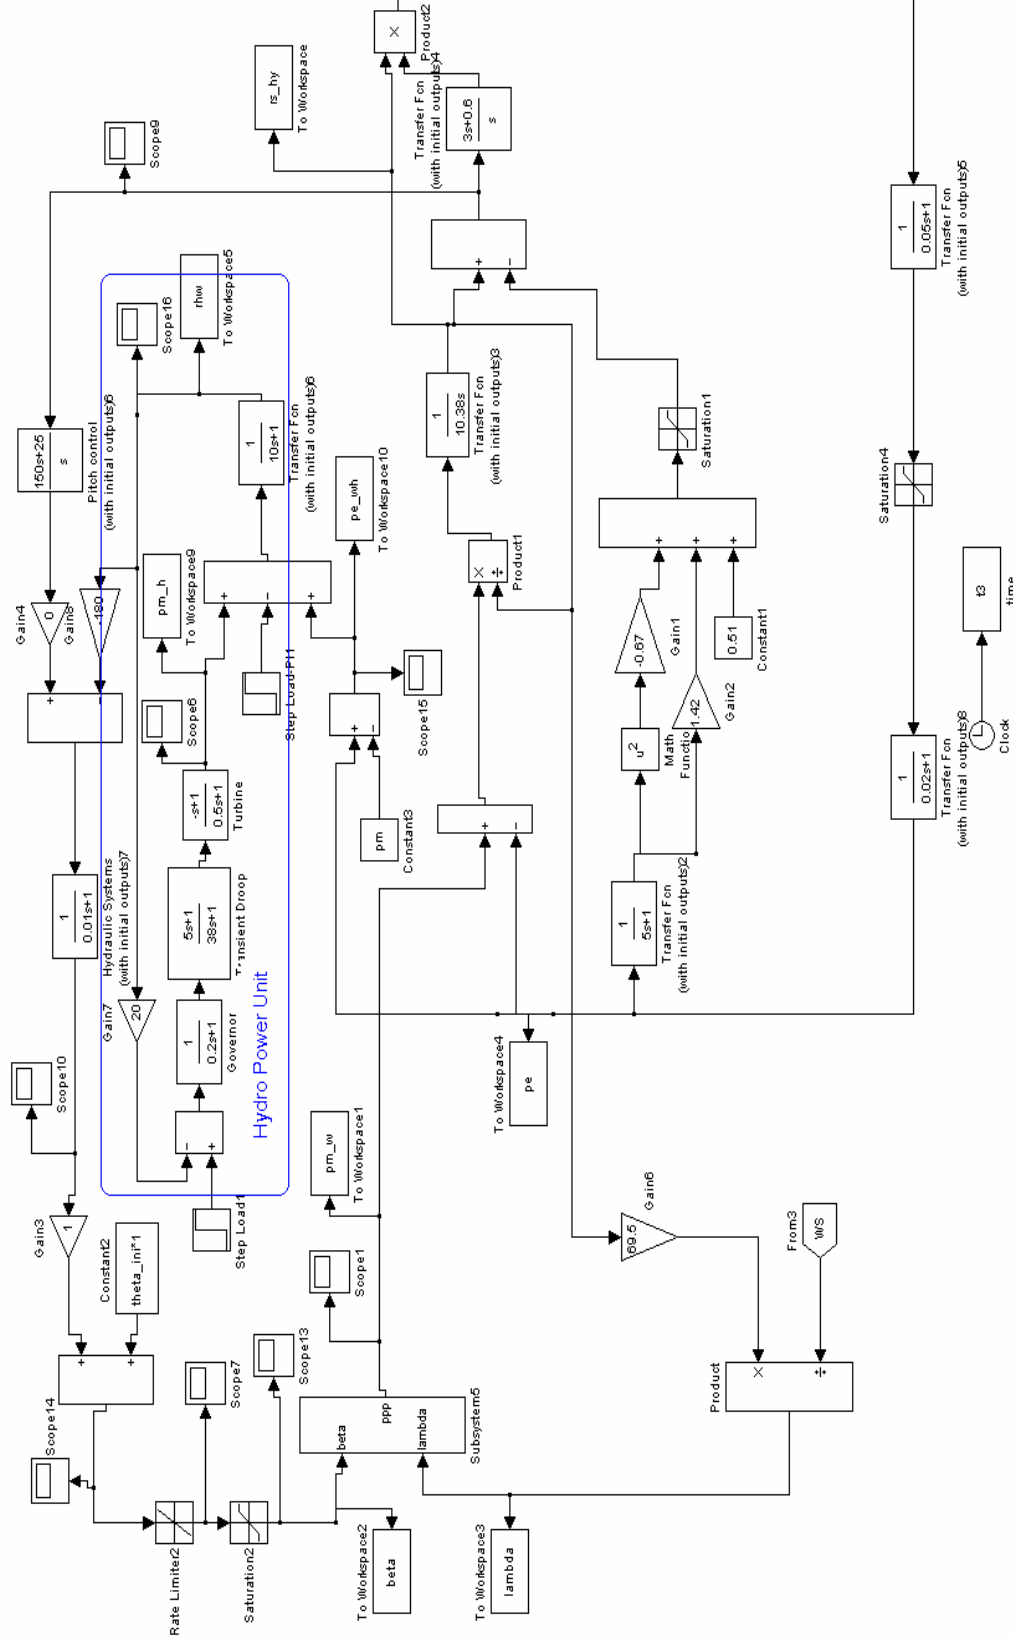 Scope14
Constant2
theta_ini*1
Gain3
1
Scope10
Hydraulic Systems
(with initial outputs)7
1
0.01s+1
Gain4
0
Gain8
-180
Pitch control
(with initial outputs)6
150s+25
s
Scope9
Rate Limiter2
Saturation2
Scope7
Scope13
Step Load1
Gain7
20
Governor
1
0.2s+1
Transient Droop
5s+1
38s+1
Turbine
-s+1
0.5s+1
Scope6
pm_h
To Workspace9
Step Load-PI1
Transfer Fcn
(with initial outputs)6
1
10s+1
Scope16
rhw
To Workspace5
Hydro Power Unit
rs_hy
To Workspace
Product2
×
Transfer Fcn
(with initial outputs)4
3s+0.6
s
beta
lambda
ppp
Subsystem5
Scope1
pm_w
To Workspace1
To Workspace2
beta
To Workspace3
lambda
pm
Constant3
Scope15
pe_wh
To Workspace10
Product1
×
÷
Transfer Fcn
(with initial outputs)3
1
10.38s
To Workspace4
pe
Transfer Fcn
(with initial outputs)2
1
5s+1
u²
Math
Functio
Gain1
-0.67
Gain2
1.42
0.51
Constant1
Saturation1
Gain6
69.5
From3
WS
Product
×
÷
Transfer Fcn
(with initial outputs)8
1
0.02s+1
Saturation4
Transfer Fcn
(with initial outputs)5
1
0.05s+1
Clock
t3
time